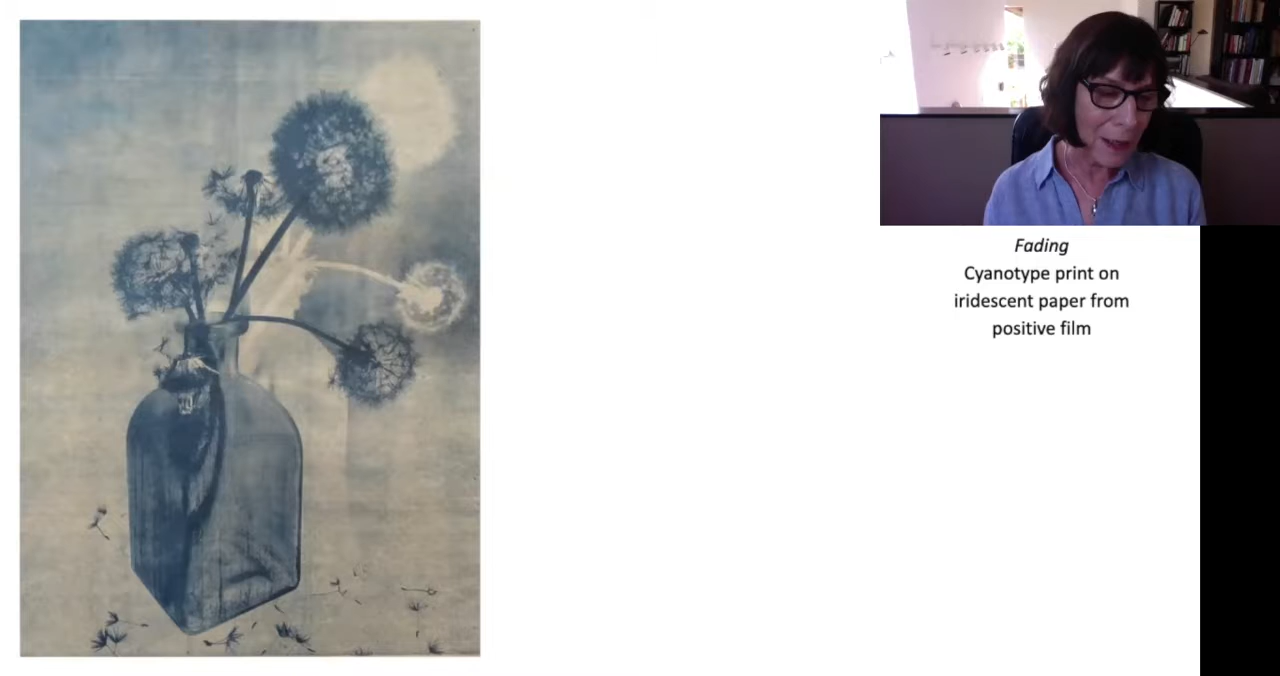 Fading
Cyanotype print on
iridescent paper from
positive film